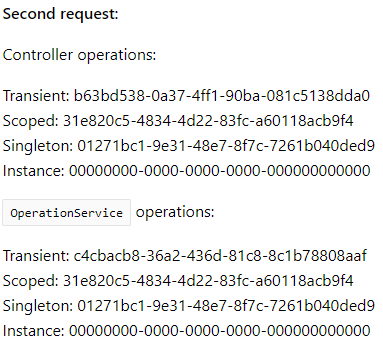 Second request:
Controller operations:
Transient: b63bd538-0a37-4ff1-90ba-081c5138dda0
Scoped: 31e820c5-4834-4d22-83fc-a60118acb9f4
Singleton: 01271bc1-9e31-48e7-8f7c-7261b040ded9
Instance: 00000000-0000-0000-0000-000000000000
OperationService operations:
Transient: c4cbacb8-36a2-436d-81c8-8c1b78808aaf
Scoped: 31e820c5-4834-4d22-83fc-a60118acb9f4
Singleton: 01271bc1-9e31-48e7-8f7c-7261b040ded9
Instance: 00000000-0000-0000-0000-000000000000